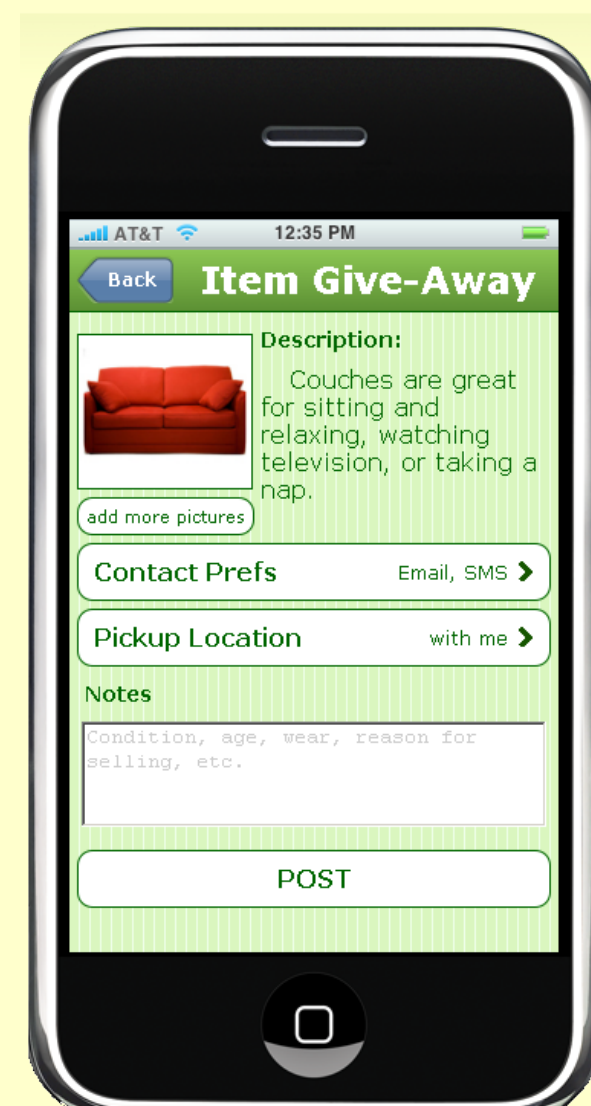 AT&T 12:35 PM
Back Item Give-Away
Description:
Couches are great
for sitting and
relaxing, watching
television, or taking a
nap.
add more pictures
Contact Prefs Email, SMS
Pickup Location with me
Notes
Condition, age, wear, reason for
selling, etc.
POST